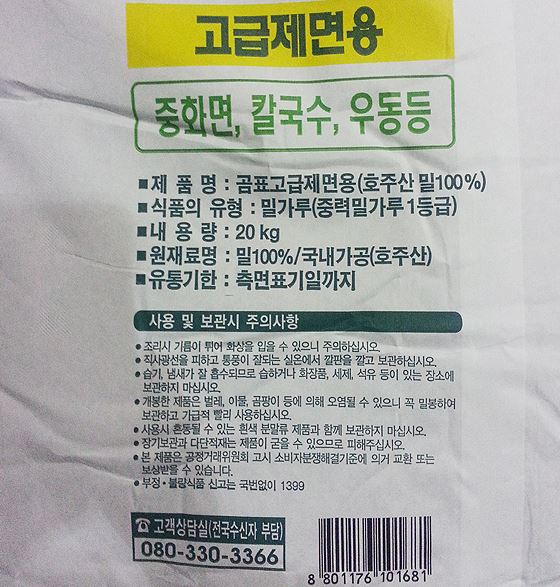 고급제면용
중화면, 칼국수, 우동등
■제 품 명 : 곰표고급제면용(호주산 밀100%)
■식품의 유형 : 밀가루(중력밀가루 1등급)
■내 용 량 : 20 kg
■원재료명 : 밀100%/국내가공(호주산)
■유통기한 : 측면표기일까지
사용 및 보관시 주의사항
● 조리시 기름이 튀어 화상을 입을 수 있으니 주의하십시오.
● 직사광선을 피하고 통풍이 잘되는 실온에서 깔판을 깔고 보관하십시오.
● 습기, 냄새가 잘 흡수되므로 습하거나 화장품, 세제, 석유 등이 있는 장소에
보관하지 마십시오.
● 개봉한 제품은 벌레, 이물, 곰팡이 등에 의해 오염될 수 있으니 꼭 밀봉하여
보관하고 가급적 빨리 사용하십시오.
● 사용시 혼동될 수 있는 흰색 분말류 제품과 함께 보관하지 마십시오.
● 장기보관과 다단적재는 제품이 굳을 수 있으므로 피해주십시오.
● 본 제품은 공정거래위원회 고시 소비자분쟁해결기준에 의거 교환 또는
보상받을 수 있습니다.
● 부정·불량식품 신고는 국번없이 1399
☎ 고객상담실(전국수신자 부담)
080-330-3366
8 801176 101681